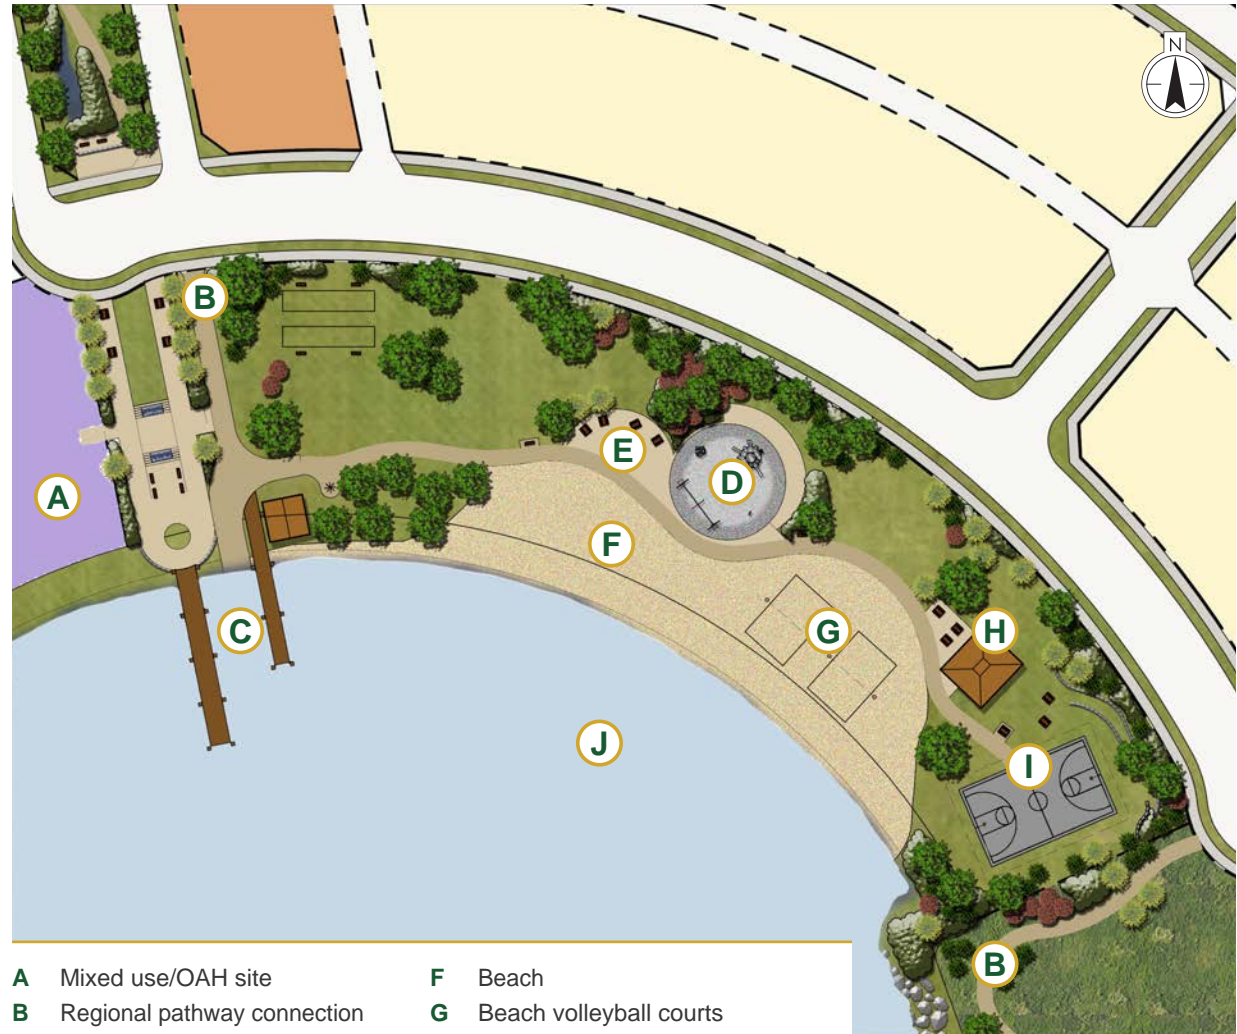 N
B
A
E
D
F
C
G
H
J
I
B
A Mixed use/OAH site
B Regional pathway connection
F Beach
G Beach volleyball courts